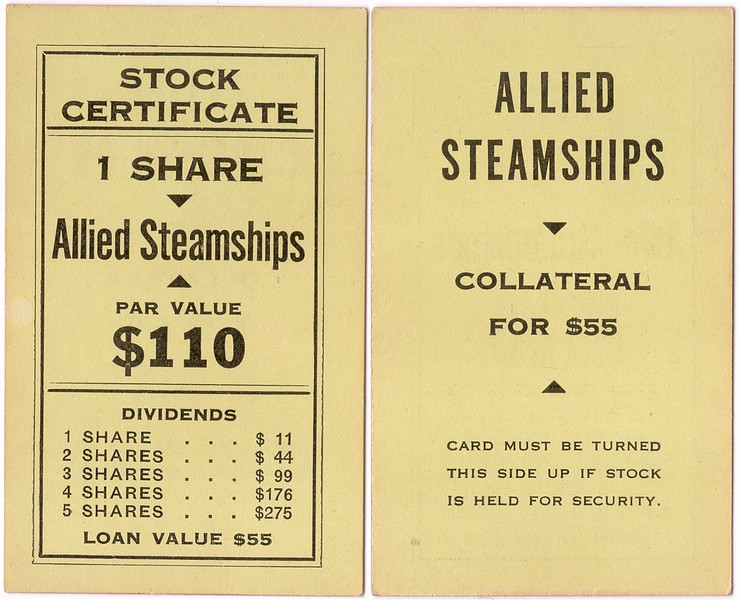 STOCK
CERTIFICATE
1 SHARE
Allied Steamships
PAR VALUE
$110
DIVIDENDS
1 SHARE . . . $ 11
2 SHARES . . . $ 44
3 SHARES . . . $ 99
4 SHARES . . . $176
5 SHARES . . . $275
LOAN VALUE $55
ALLIED
STEAMSHIPS
COLLATERAL
FOR $55
CARD MUST BE TURNED
THIS SIDE UP IF STOCK
IS HELD FOR SECURITY.